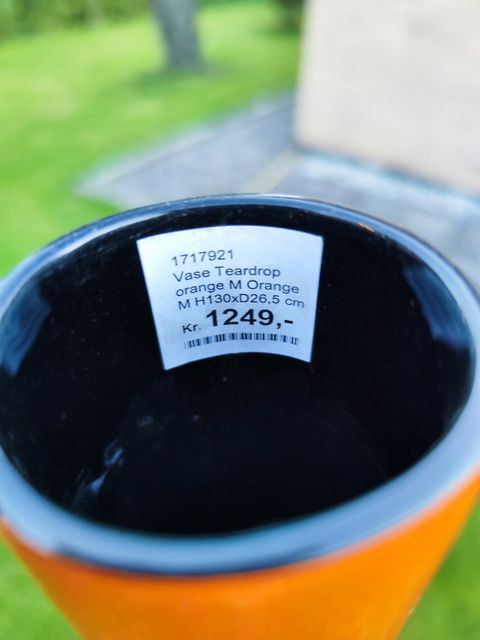 1717921
Vase Teardrop
orange M Orange
M H130xD26,5 cm
Kr. 1249,-